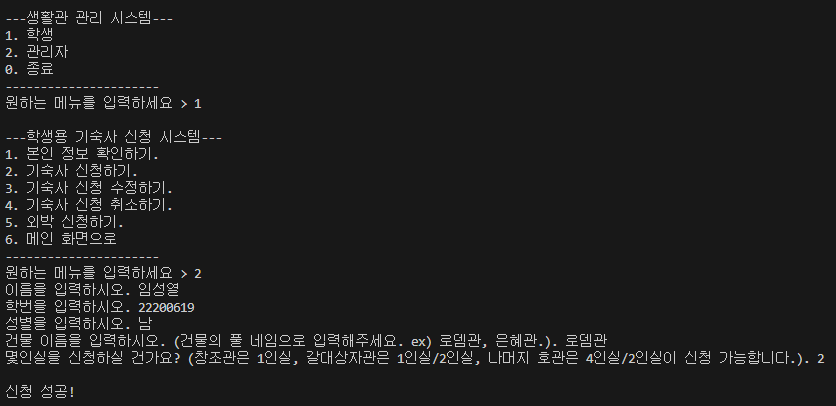 ---생활관 관리 시스템---
1. 학생
2. 관리자
0. 종료
----------------------
원하는 메뉴를 입력하세요 > 1
---학생용 기숙사 신청 시스템---
1. 본인 정보 확인하기.
2. 기숙사 신청하기.
3. 기숙사 신청 수정하기.
4. 기숙사 신청 취소하기.
5. 외박 신청하기.
6. 메인 화면으로
----------------------
원하는 메뉴를 입력하세요 > 2
이름을 입력하시오. 임성열
학번을 입력하시오. 22200619
성별을 입력하시오. 남
건물 이름을 입력하시오. (건물의 풀 네임으로 입력해주세요. ex) 로뎀관, 은혜관.). 로뎀관
몇인실을 신청하실 건가요? (창조관은 1인실, 갈대상자관은 1인실/2인실, 나머지 호관은 4인실/2인실이 신청 가능합니다.). 2
신청 성공!